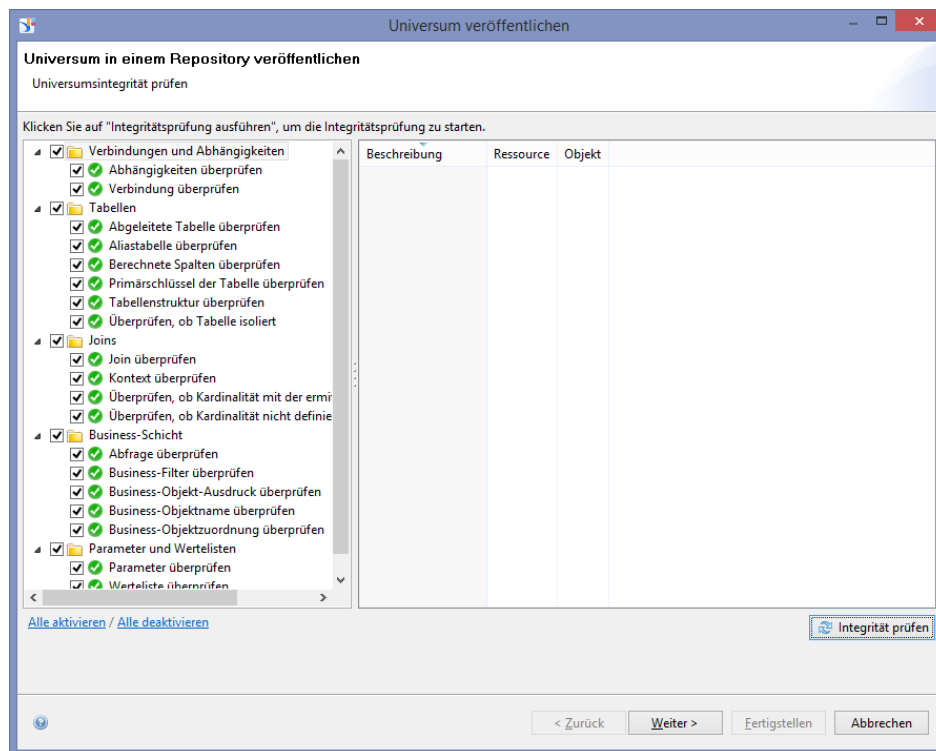 Universum veröffentlichen
Universum in einem Repository veröffentlichen
Universumsintegrität prüfen
Klicken Sie auf "Integritätsprüfung ausführen", um die Integritätsprüfung zu starten.
Beschreibung Ressource Objekt
Verbindungen und Abhängigkeiten
Abhängigkeiten überprüfen
Verbindung überprüfen
Tabellen
Abgeleitete Tabelle überprüfen
Aliastabelle überprüfen
Berechnete Spalten überprüfen
Primärschlüssel der Tabelle überprüfen
Tabellenstruktur überprüfen
Überprüfen, ob Tabelle isoliert
Joins
Join überprüfen
Kontext überprüfen
Überprüfen, ob Kardinalität mit der ermi
Überprüfen, ob Kardinalität nicht definie
Business-Schicht
Abfrage überprüfen
Business-Filter überprüfen
Business-Objekt-Ausdruck überprüfen
Business-Objektname überprüfen
Business-Objektzuordnung überprüfen
Parameter und Wertelisten
Parameter überprüfen
Werteliste überprüfen
Alle aktivieren / Alle deaktivieren
Integrität prüfen
< Zurück Weiter > Fertigstellen Abbrechen